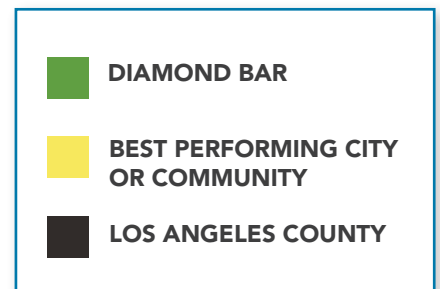 DIAMOND BAR
BEST PERFORMING CITY
OR COMMUNITY
LOS ANGELES COUNTY